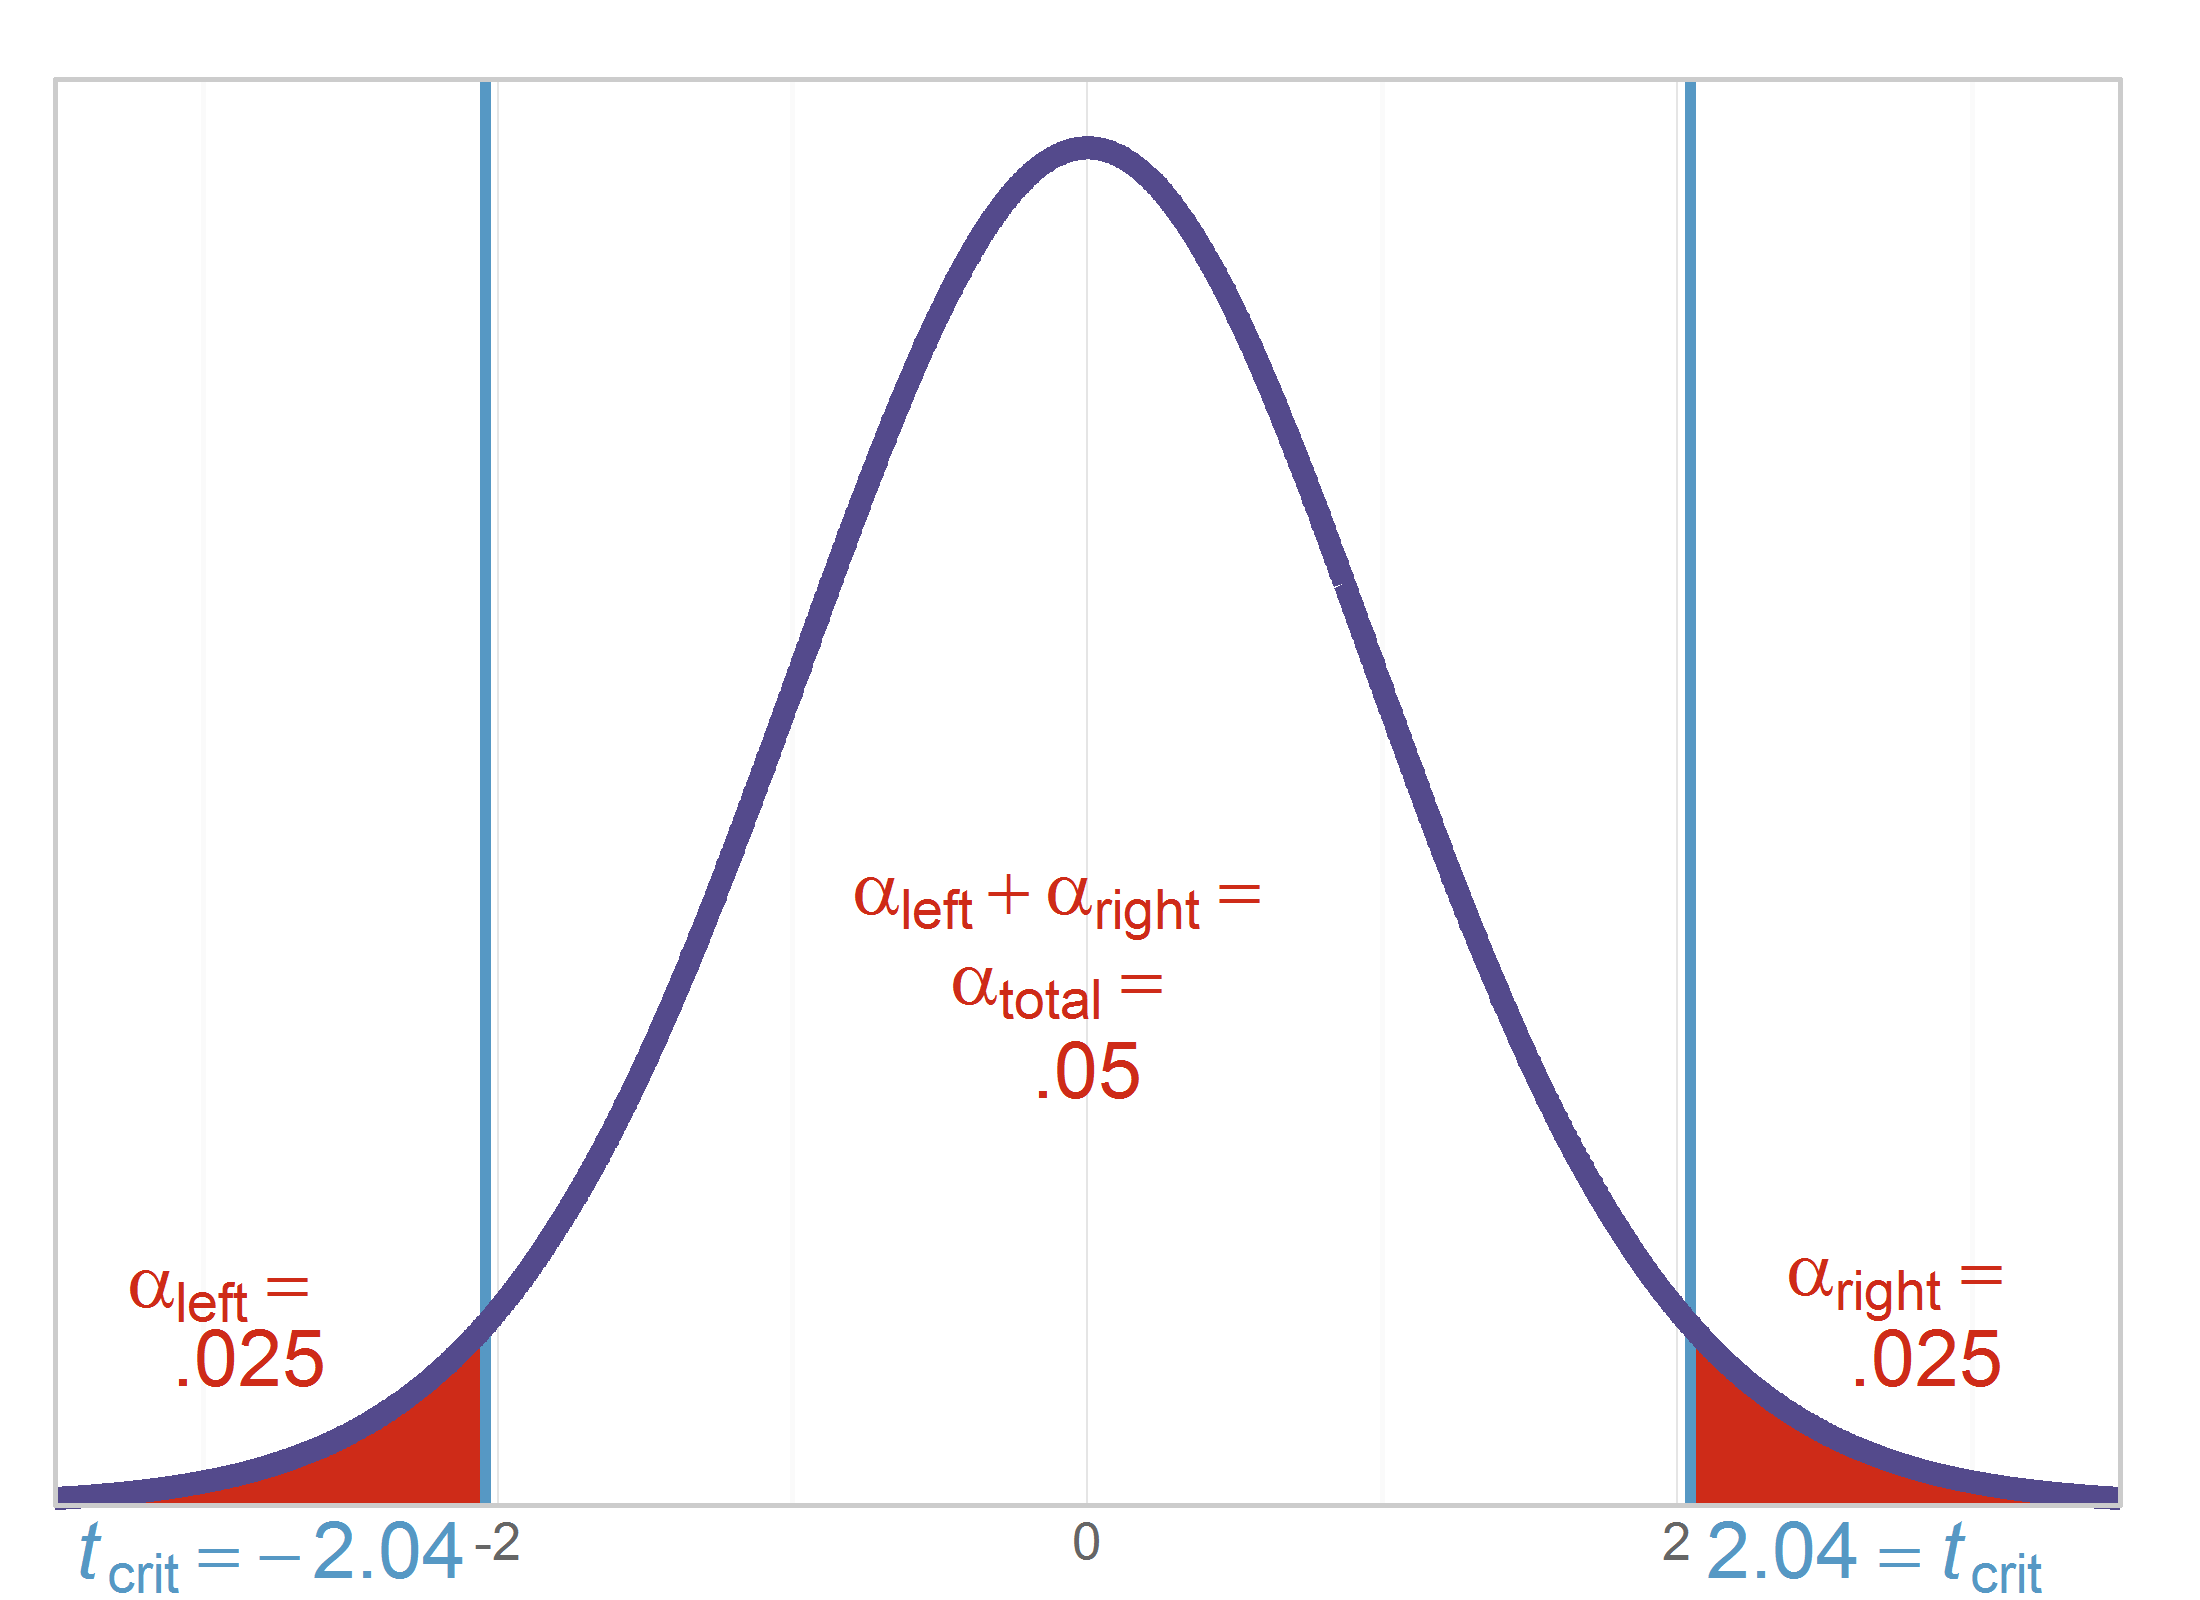 αleft + αright =
αtotal =
.05
αleft =
.025
αright =
.025
tcrit = −2.04
-2
0
2
2.04 = tcrit